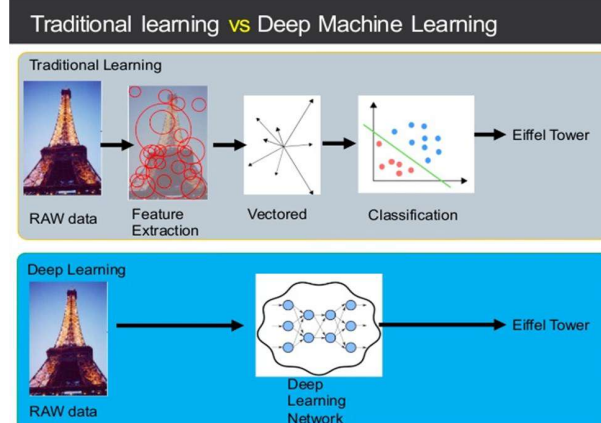 Traditional learning vs Deep Machine Learning
Traditional Learning
RAW data
Feature
Extraction
Vectored
Classification
Eiffel Tower
Deep Learning
RAW data
Deep
Learning
Network
Eiffel Tower